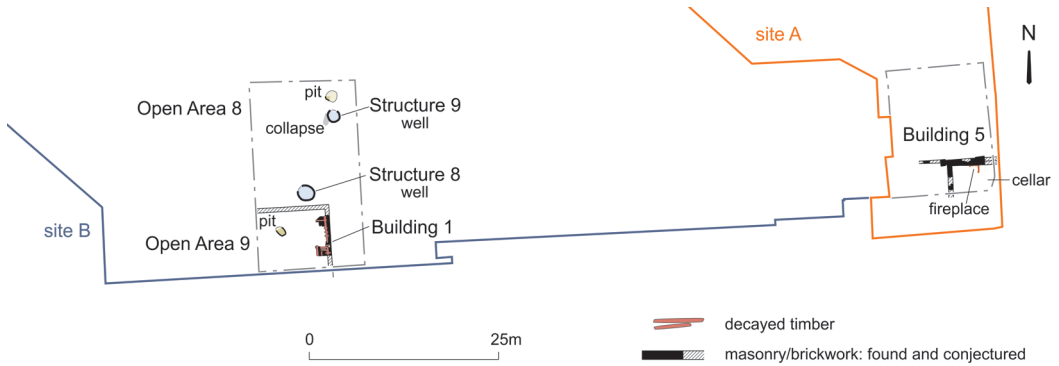 site A
N
pit
Open Area 8
Structure 9
well
collapse
Building 5
Structure 8
well
cellar
fireplace
pit
site B
Open Area 9
Building 1
0
25m
decayed timber
masonry/brickwork: found and conjectured